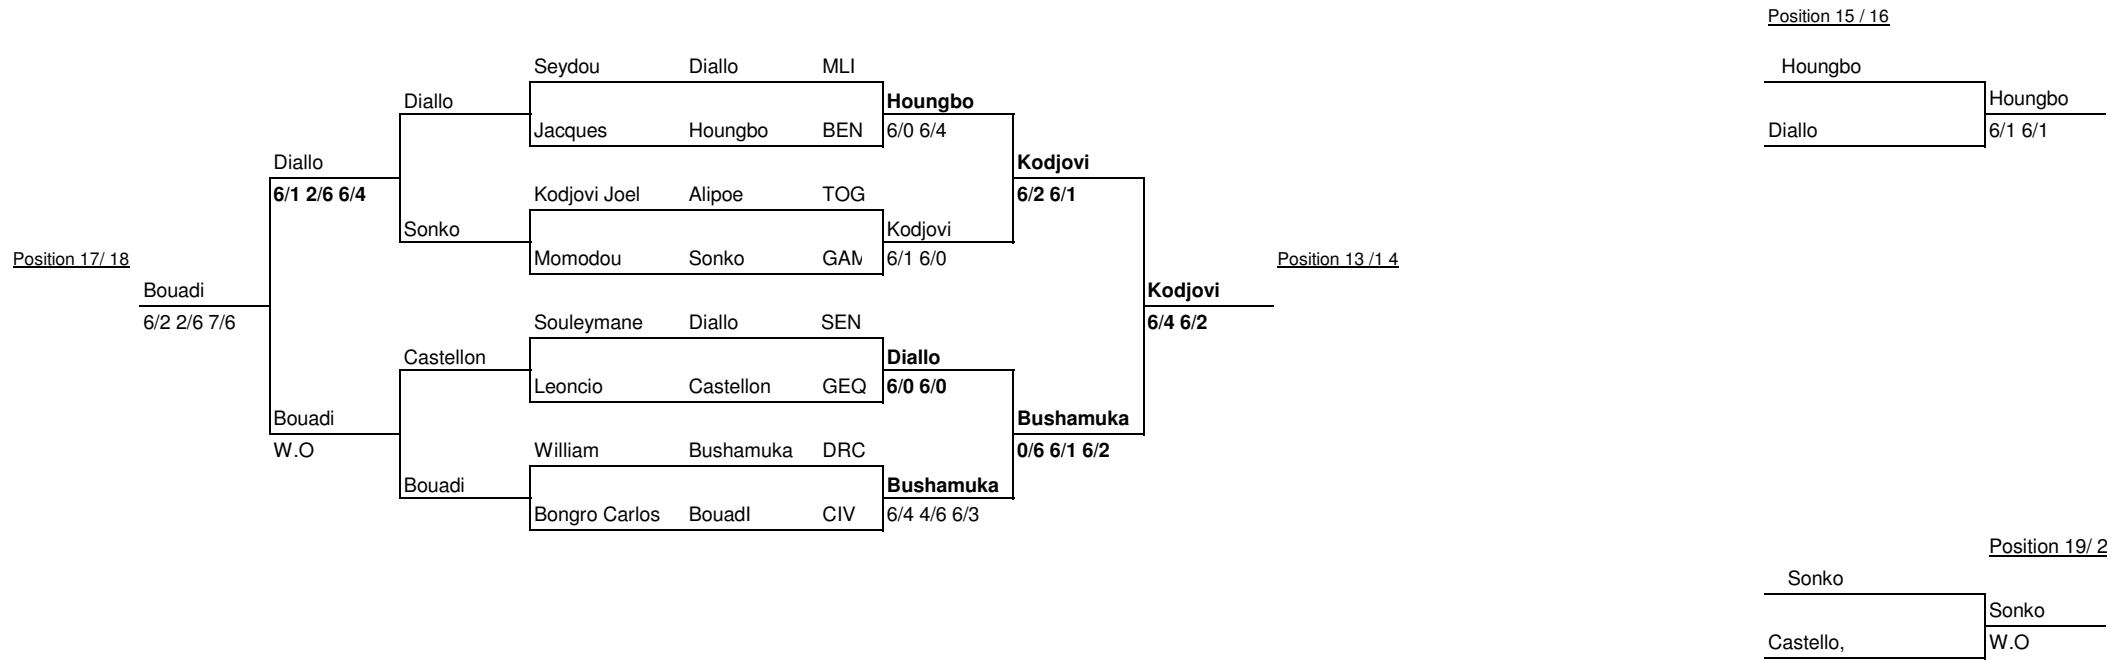 Position 15 / 16
Seydou Diallo MLI Houngbo
Diallo Houngbo Houngbo
Jacques Houngbo BEN 6/0 6/4 Diallo 6/1 6/1
Diallo Kodjovi
6/1 2/6 6/4 Kodjovi Joel Alipoe TOG 6/2 6/1
Sonko Kodjovi
Position 17/ 18 Momodou Sonko GAM 6/1 6/0 Position 13 /1 4
Bouadi Kodjovi
6/2 2/6 7/6 Souleymane Diallo SEN 6/4 6/2
Castellon Diallo
Leoncio Castellon GEQ 6/0 6/0
Bouadi Bushamuka
W.O William Bushamuka DRC 0/6 6/1 6/2
Bouadi Bushamuka
Bongro Carlos BouadI CIV 6/4 4/6 6/3
Position 19/ 2
Sonko
Sonko
Castello, W.O